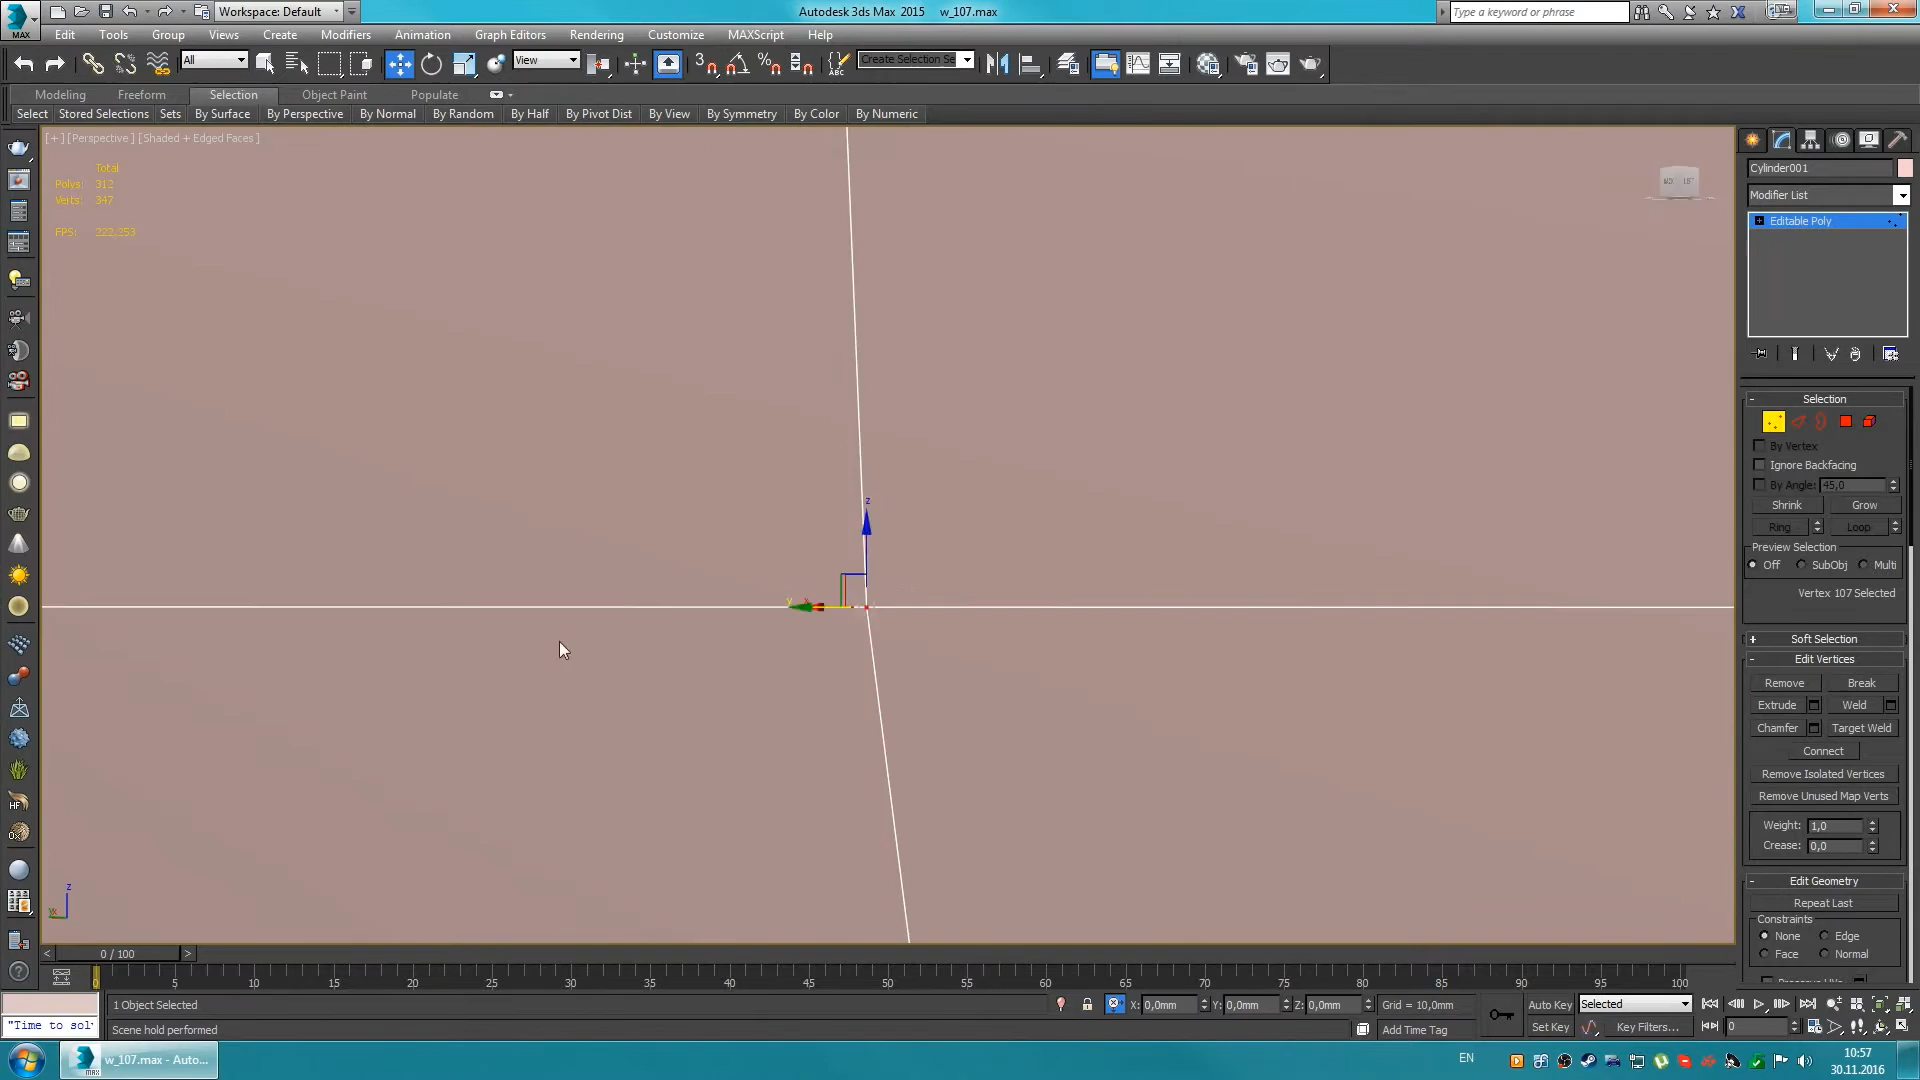 Workspace: Default
Autodesk 3ds Max 2015 w_107.max
Type a keyword or phrase
MAX
Edit Tools Group Views Create Modifiers Animation Graph Editors Rendering Customize MAXScript Help
All
View
3
ABC
Create Selection Se
Modeling Freeform Selection Object Paint Populate
Select Stored Selections Sets By Surface By Perspective By Normal By Random By Half By Pivot Dist By View By Symmetry By Color By Numeric
[+][Perspective][Shaded + Edged Faces]
Total
Polys: 312
Verts: 347
FPS: 222,253
Cylinder001
Modifier List
Editable Poly
Selection
By Vertex
Ignore Backfacing
By Angle: 45,0
Shrink Grow
Ring Loop
Preview Selection
Off SubObj Multi
Vertex 107 Selected
Soft Selection
Edit Vertices
Remove Break
Extrude Weld
Chamfer Target Weld
Connect
Remove Isolated Vertices
Remove Unused Map Verts
Weight: 1,0
Crease: 0,0
Edit Geometry
Repeat Last
Constraints
None Edge
Face Normal
z
y x
z
HF
0 / 100
0 5 10 15 20 25 30 35 40 45 50 55 60 65 70 75 80 85 90 95 100
1 Object Selected
X: 0,0mm Y: 0,0mm Z: 0,0mm Grid = 10,0mm
Auto Key Selected
"Time to sol
Scene hold performed
Add Time Tag
Set Key Key Filters...
0
w_107.max - Auto...
EN
10:57
30.11.2016